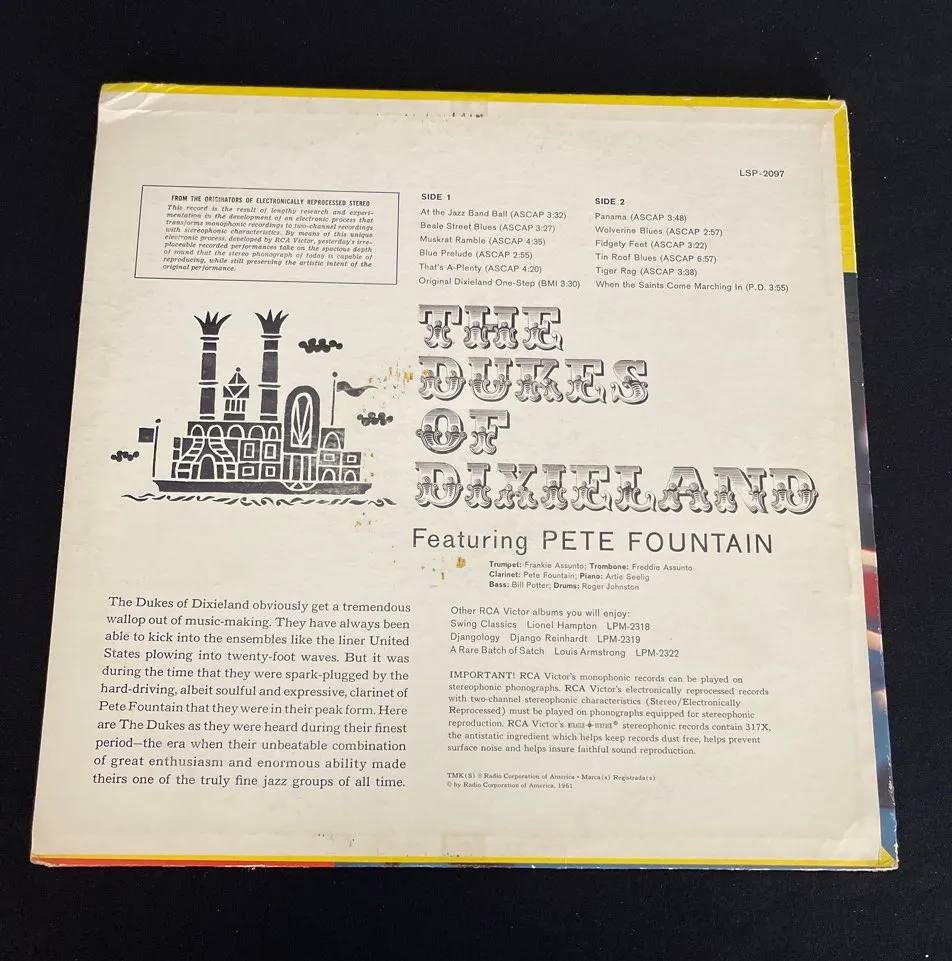 LSP-2097
FROM THE ORIGINATORS OF ELECTRONICALLY REPROCESSED STEREO
This record is the result of lengthy research and experi-
mentation in the development of an electronic process that
transforms monophonic recordings to two-channel recordings
with stereophonic characteristics. By means of this unique
electronic process, developed by RCA Victor, yesterday's irre-
placeable recorded performances take on the spacious depth
of sound that the stereo phonograph of today is capable of
reproducing, while still preserving the artistic intent of the
original performance.
SIDE 1
At the Jazz Band Ball (ASCAP 3:32)
Beale Street Blues (ASCAP 3:27)
Muskrat Ramble (ASCAP 4:35)
Blue Prelude (ASCAP 2:55)
That's A-Plenty (ASCAP 4:20)
Original Dixieland One-Step (BMI 3:30)
SIDE 2
Panama (ASCAP 3:48)
Wolverine Blues (ASCAP 2:57)
Fidgety Feet (ASCAP 3:22)
Tin Roof Blues (ASCAP 6:57)
Tiger Rag (ASCAP 3:38)
When the Saints Come Marching In (P.D. 3:55)
THE
DUKES
OF
DIXIELAND
Featuring PETE FOUNTAIN
Trumpet: Frankie Assunto; Trombone: Freddie Assunto
Clarinet: Pete Fountain; Piano: Artie Seelig
Bass: Bill Potter; Drums: Roger Johnston
The Dukes of Dixieland obviously get a tremendous
wallop out of music-making. They have always been
able to kick into the ensembles like the liner United
States plowing into twenty-foot waves. But it was
during the time that they were spark-plugged by the
hard-driving, albeit soulful and expressive, clarinet of
Pete Fountain that they were in their peak form. Here
are The Dukes as they were heard during their finest
period—the era when their unbeatable combination
of great enthusiasm and enormous ability made
theirs one of the truly fine jazz groups of all time.
Other RCA Victor albums you will enjoy:
Swing Classics Lionel Hampton LPM-2318
Djangology Django Reinhardt LPM-2319
A Rare Batch of Satch Louis Armstrong LPM-2322
IMPORTANT! RCA Victor's monophonic records can be played on
stereophonic phonographs. RCA Victor's electronically reprocessed records
with two-channel stereophonic characteristics (Stereo/Electronically
Reprocessed) must be played on phonographs equipped for stereophonic
reproduction. RCA Victor's ® stereophonic records contain 317X,
the antistatic ingredient which helps keep records dust free, helps prevent
surface noise and helps insure faithful sound reproduction.
TMK(S) ® Radio Corporation of America • Marca(s) Registrada(s)
© by Radio Corporation of America, 1961